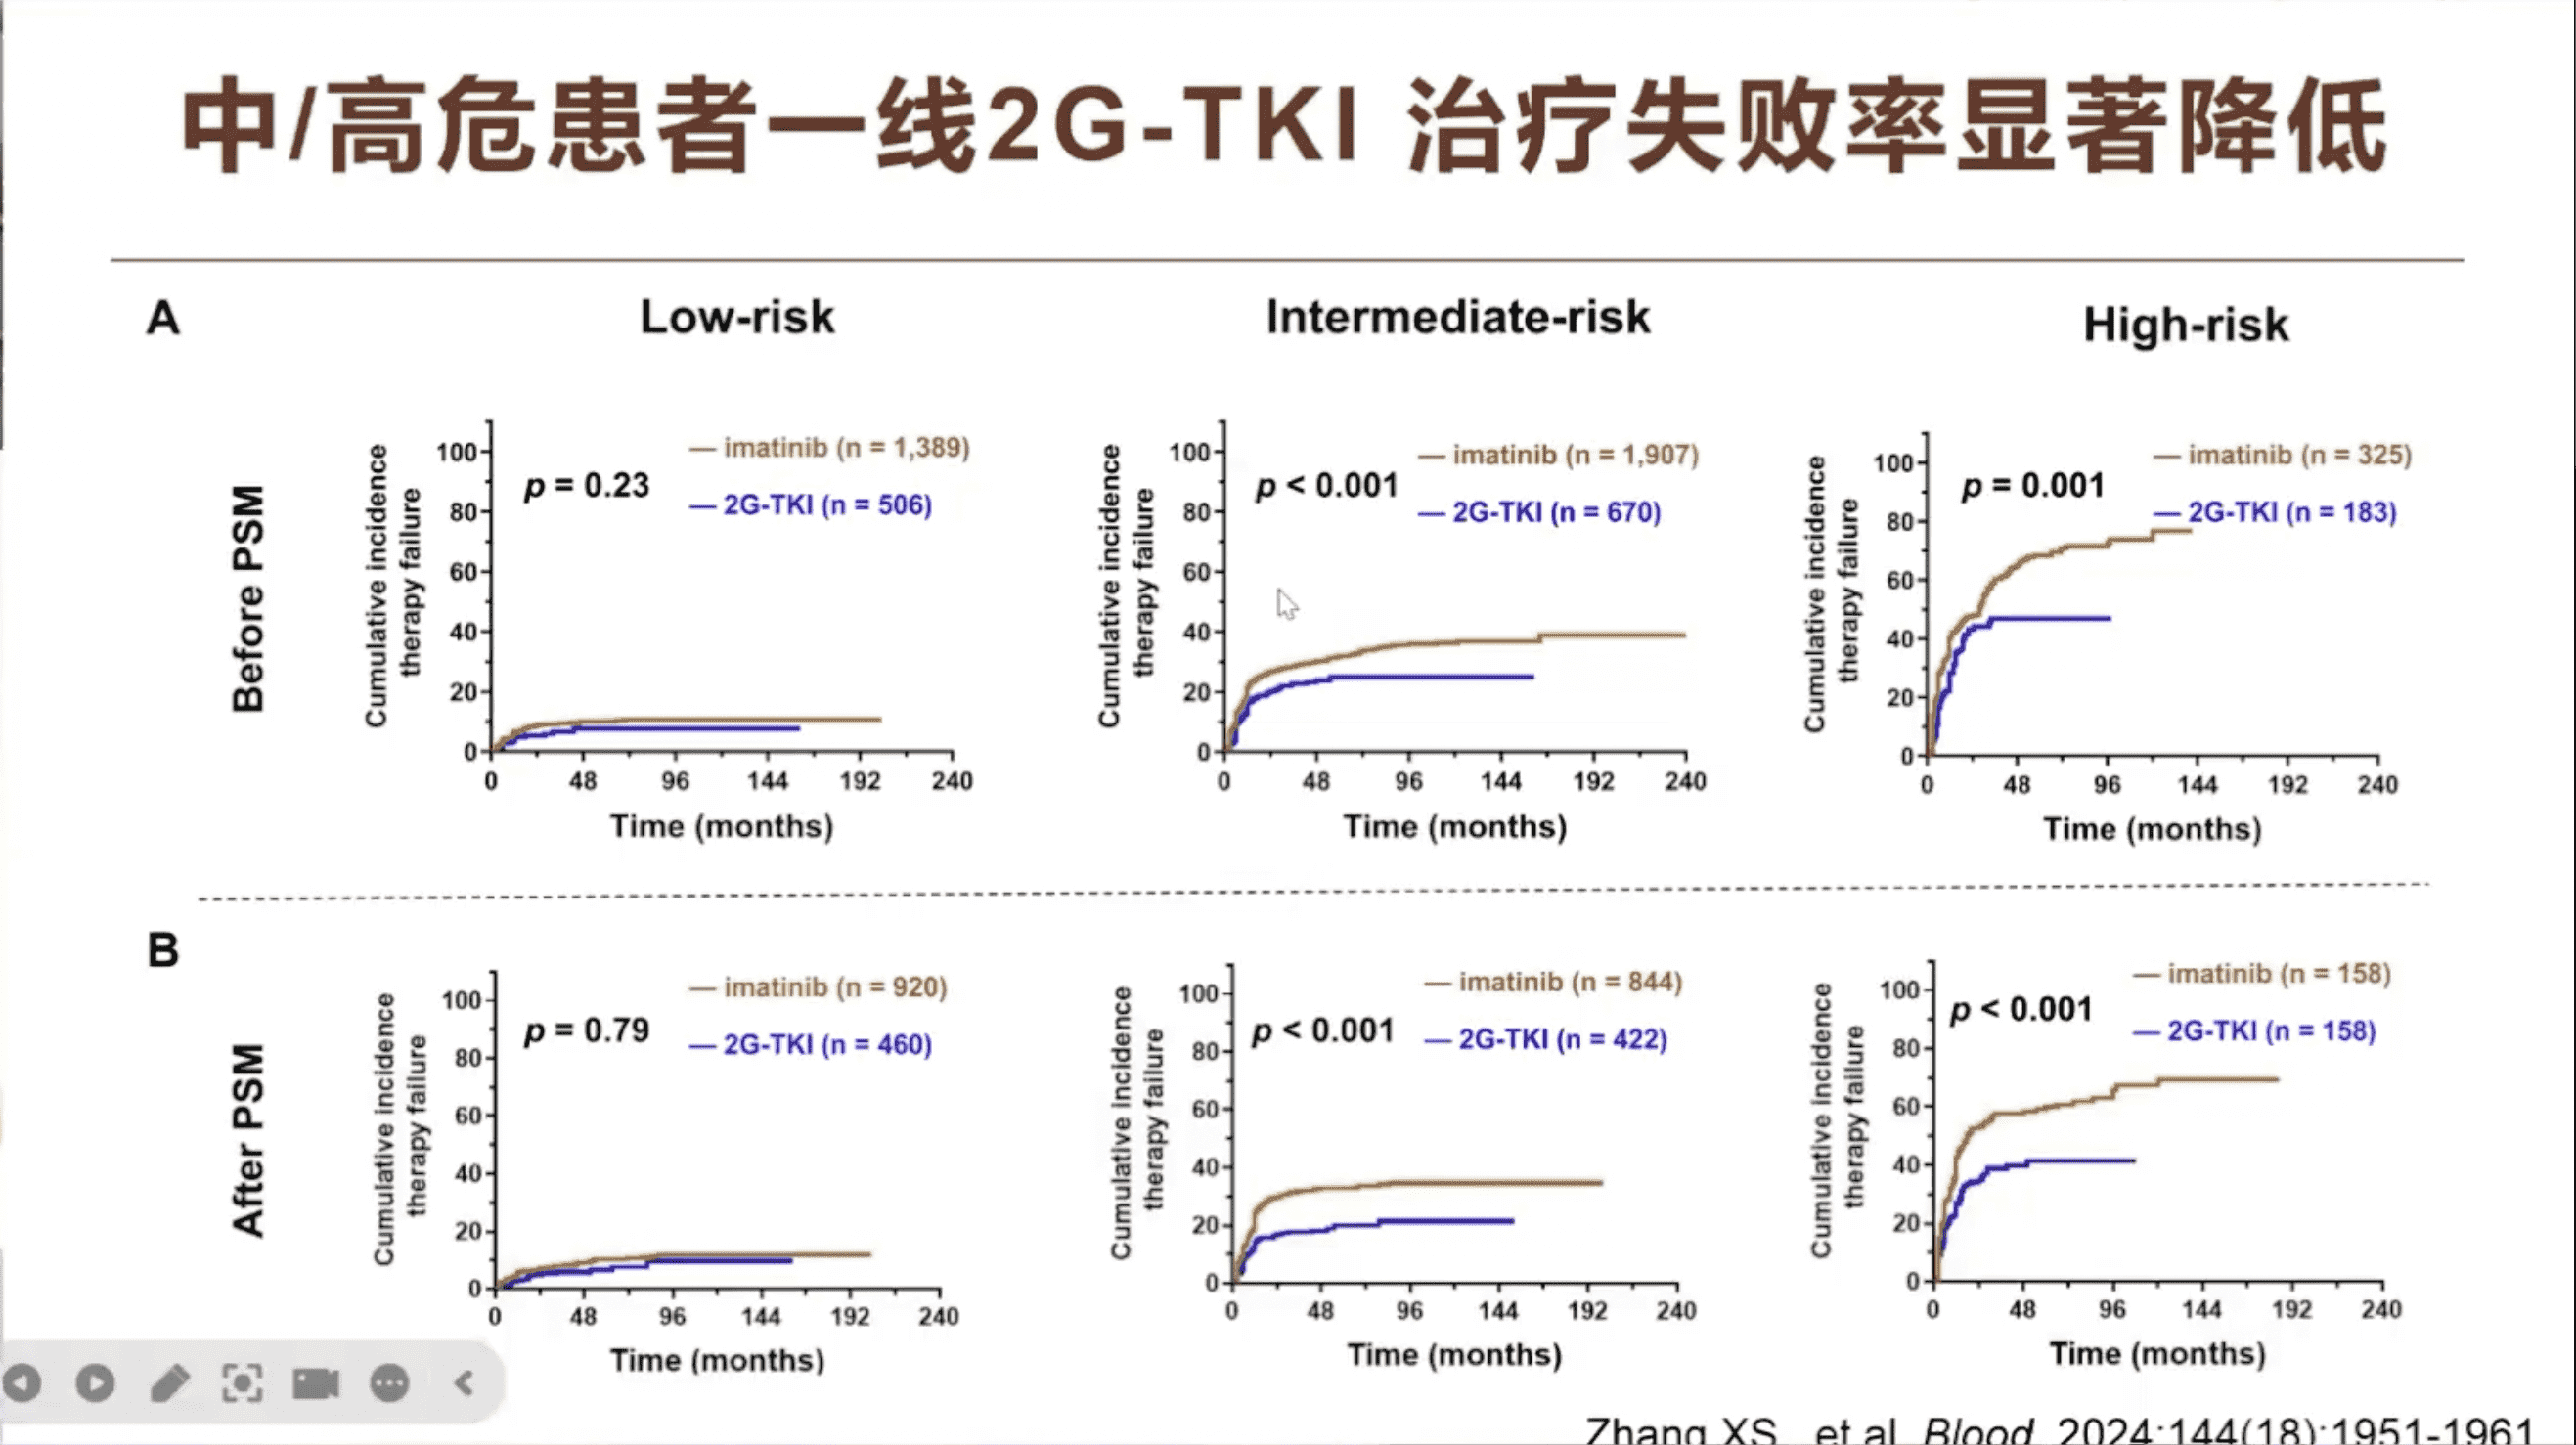 中/高危患者一线2G-TKI 治疗失败率显著降低
A
Low-risk
Intermediate-risk
High-risk
Before PSM
Cumulative incidence
therapy failure
100
80
60
40
20
0
p = 0.23
imatinib (n = 1,389)
2G-TKI (n = 506)
0 48 96 144 192 240
Time (months)
Cumulative incidence
therapy failure
100
80
60
40
20
0
p < 0.001
imatinib (n = 1,907)
2G-TKI (n = 670)
0 48 96 144 192 240
Time (months)
Cumulative incidence
therapy failure
100
80
60
40
20
0
p = 0.001
imatinib (n = 325)
2G-TKI (n = 183)
0 48 96 144 192 240
Time (months)
B
After PSM
Cumulative incidence
therapy failure
100
80
60
40
20
0
p = 0.79
imatinib (n = 920)
2G-TKI (n = 460)
0 48 96 144 192 240
Time (months)
Cumulative incidence
therapy failure
100
80
60
40
20
0
p < 0.001
imatinib (n = 844)
2G-TKI (n = 422)
0 48 96 144 192 240
Time (months)
Cumulative incidence
therapy failure
100
80
60
40
20
0
p < 0.001
imatinib (n = 158)
2G-TKI (n = 158)
0 48 96 144 192 240
Time (months)
Zhang XS, et al. Blood. 2024;144(18):1951-1961